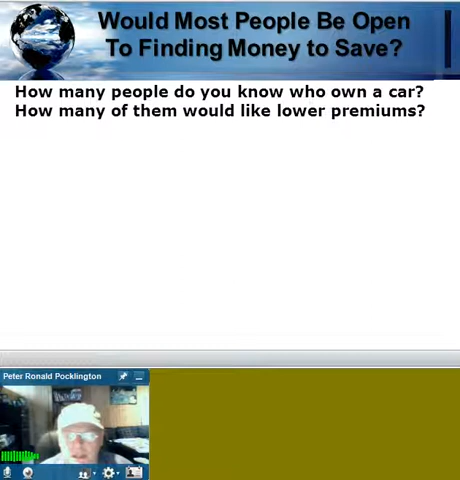 Would Most People Be Open
To Finding Money to Save?
How many people do you know who own a car?
How many of them would like lower premiums?
Peter Ronald Pocklington